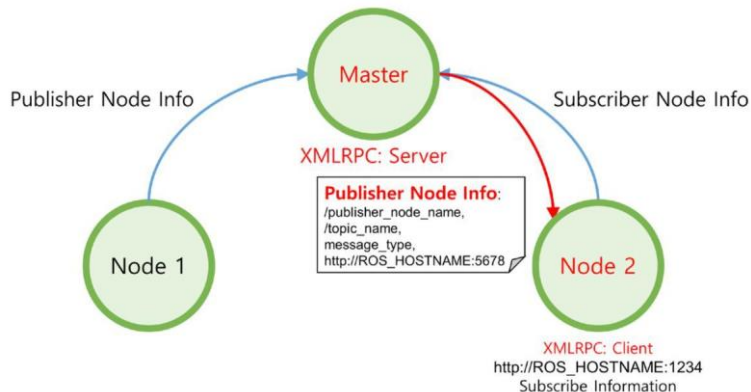 Master
Publisher Node Info
Subscriber Node Info
XMLRPC: Server
Publisher Node Info:
/publisher_node_name,
/topic_name,
message_type,
http://ROS_HOSTNAME:5678
Node 1
Node 2
XMLRPC: Client
http://ROS_HOSTNAME:1234
Subscribe Information